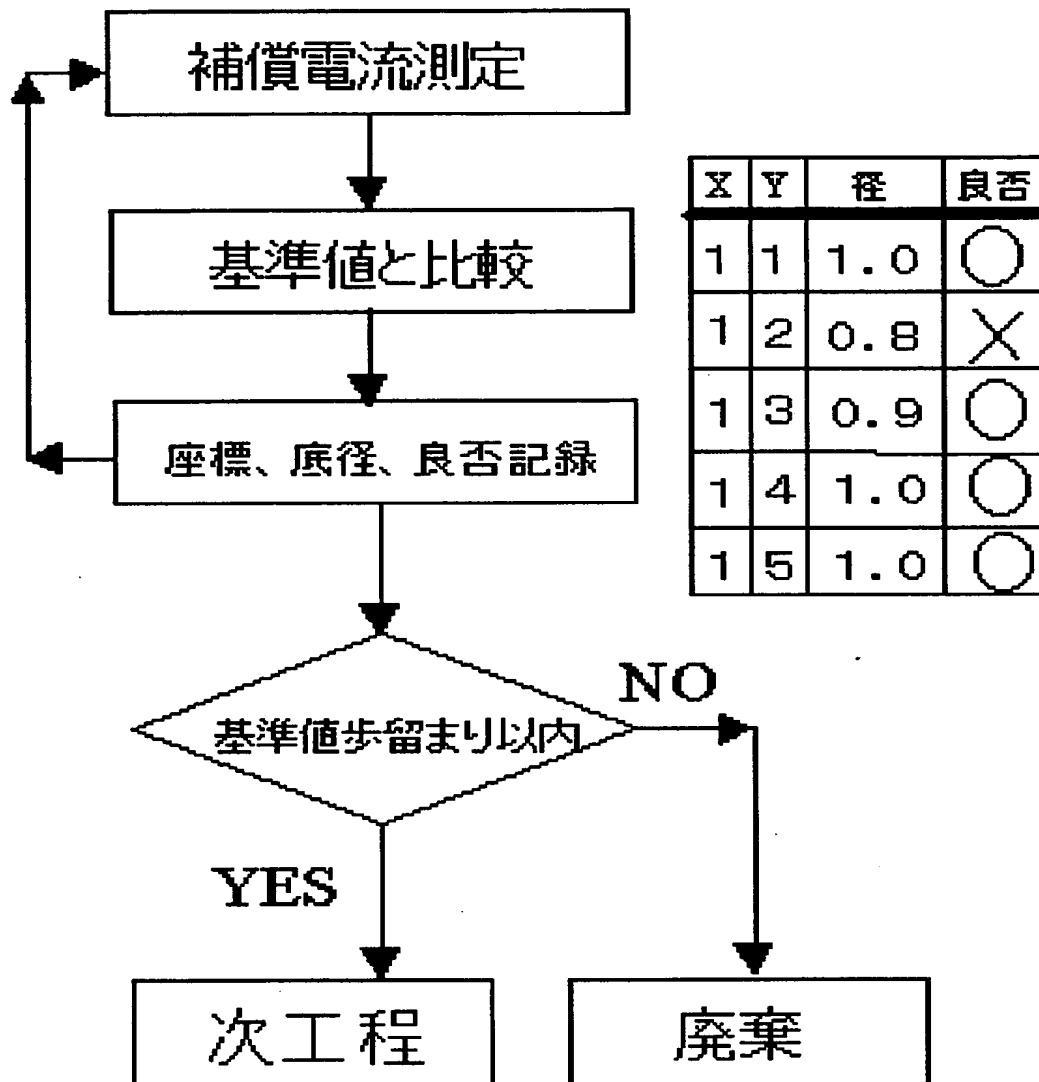 補償電流測定
基準値と比較
座標、底径、良否記録
基準値歩留まり以内
NO
YES
次工程
廃棄
X Y 径 良否
1 1 1.0 ○
1 2 0.8 ×
1 3 0.9 ○
1 4 1.0 ○
1 5 1.0 ○